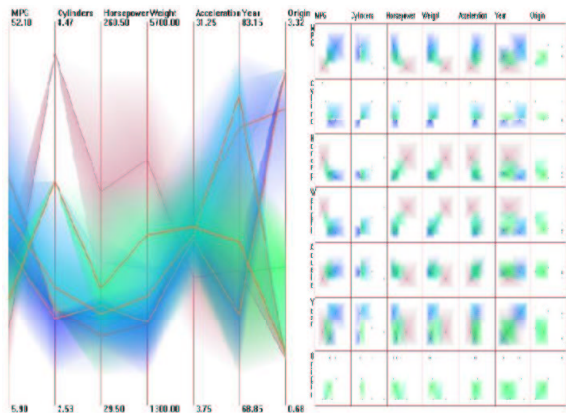 MPG Cylinders Horsepower Weight Acceleration Year Origin
52.10 8.47 260.50 5700.00 31.25 83.15 3.32
5.90 2.53 29.50 1300.00 3.75 68.85 0.68
MPG Cylinders Horsepower Weight Acceleration Year Origin